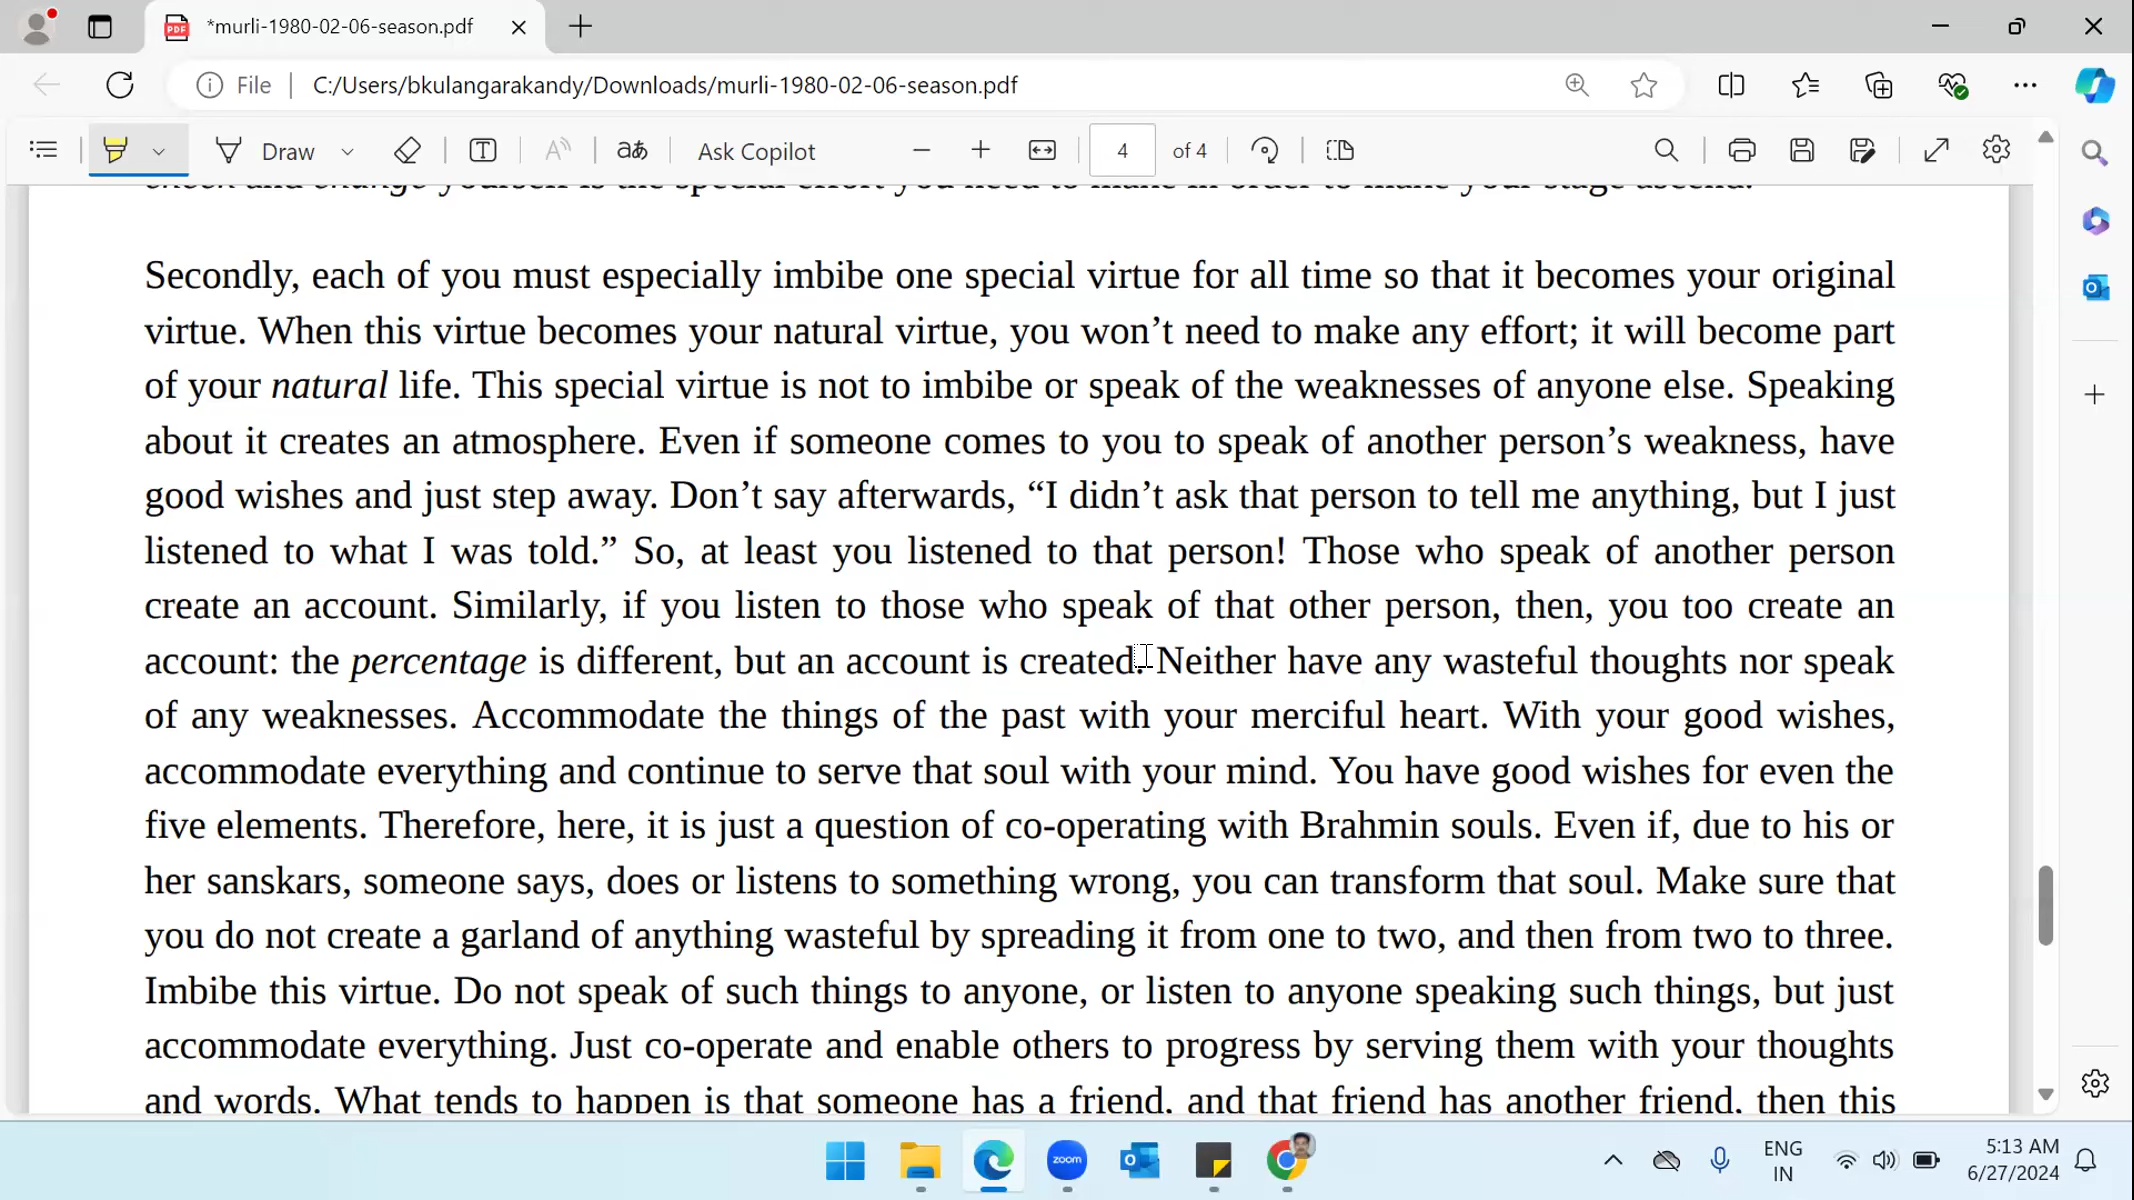 *murli-1980-02-06-season.pdf
File
C:/Users/bkulangarakandy/Downloads/murli-1980-02-06-season.pdf
Draw
aあ
Ask Copilot
4
of 4
check and change yourself is the special effort you need to make in order to make your stage ascend.
Secondly, each of you must especially imbibe one special virtue for all time so that it becomes your original
virtue. When this virtue becomes your natural virtue, you won’t need to make any effort; it will become part
of your natural life. This special virtue is not to imbibe or speak of the weaknesses of anyone else. Speaking
about it creates an atmosphere. Even if someone comes to you to speak of another person’s weakness, have
good wishes and just step away. Don’t say afterwards, “I didn’t ask that person to tell me anything, but I just
listened to what I was told.” So, at least you listened to that person! Those who speak of another person
create an account. Similarly, if you listen to those who speak of that other person, then, you too create an
account: the percentage is different, but an account is created. Neither have any wasteful thoughts nor speak
of any weaknesses. Accommodate the things of the past with your merciful heart. With your good wishes,
accommodate everything and continue to serve that soul with your mind. You have good wishes for even the
five elements. Therefore, here, it is just a question of co-operating with Brahmin souls. Even if, due to his or
her sanskars, someone says, does or listens to something wrong, you can transform that soul. Make sure that
you do not create a garland of anything wasteful by spreading it from one to two, and then from two to three.
Imbibe this virtue. Do not speak of such things to anyone, or listen to anyone speaking such things, but just
accommodate everything. Just co-operate and enable others to progress by serving them with your thoughts
and words. What tends to happen is that someone has a friend, and that friend has another friend, then this
zoom
ENG
IN
5:13 AM
6/27/2024